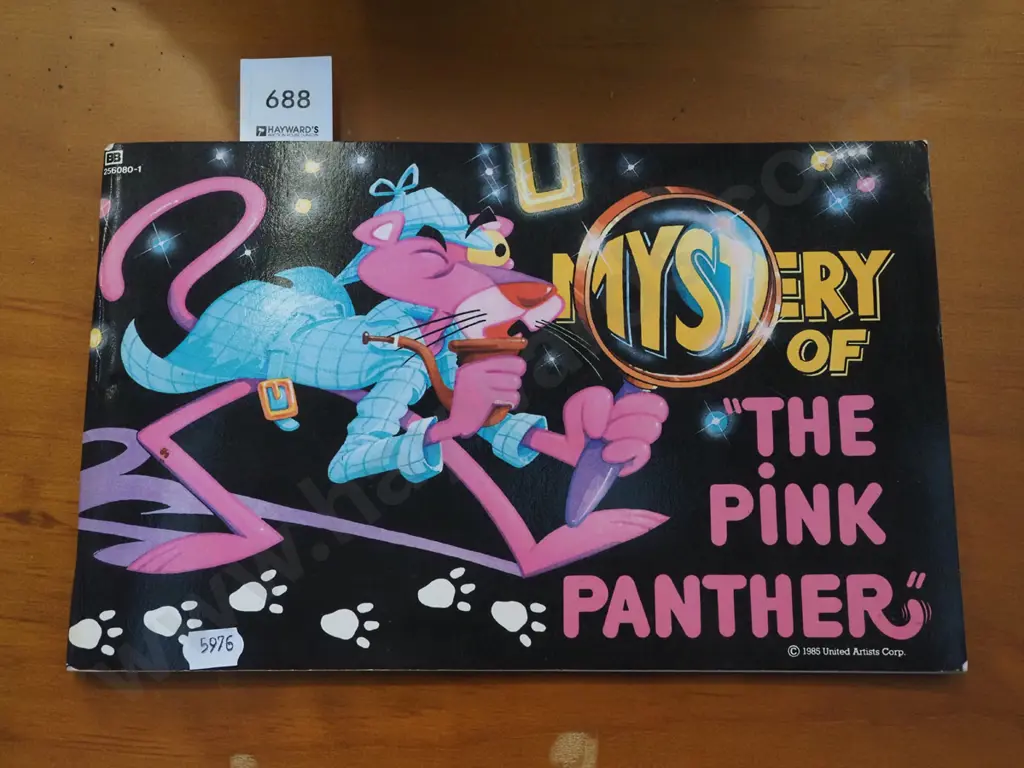 688
HAYWARD'S
BB
256080-1
MYSTERY
OF
"THE
PINK
PANTHER"
5976
© 1985 United Artists Corp.